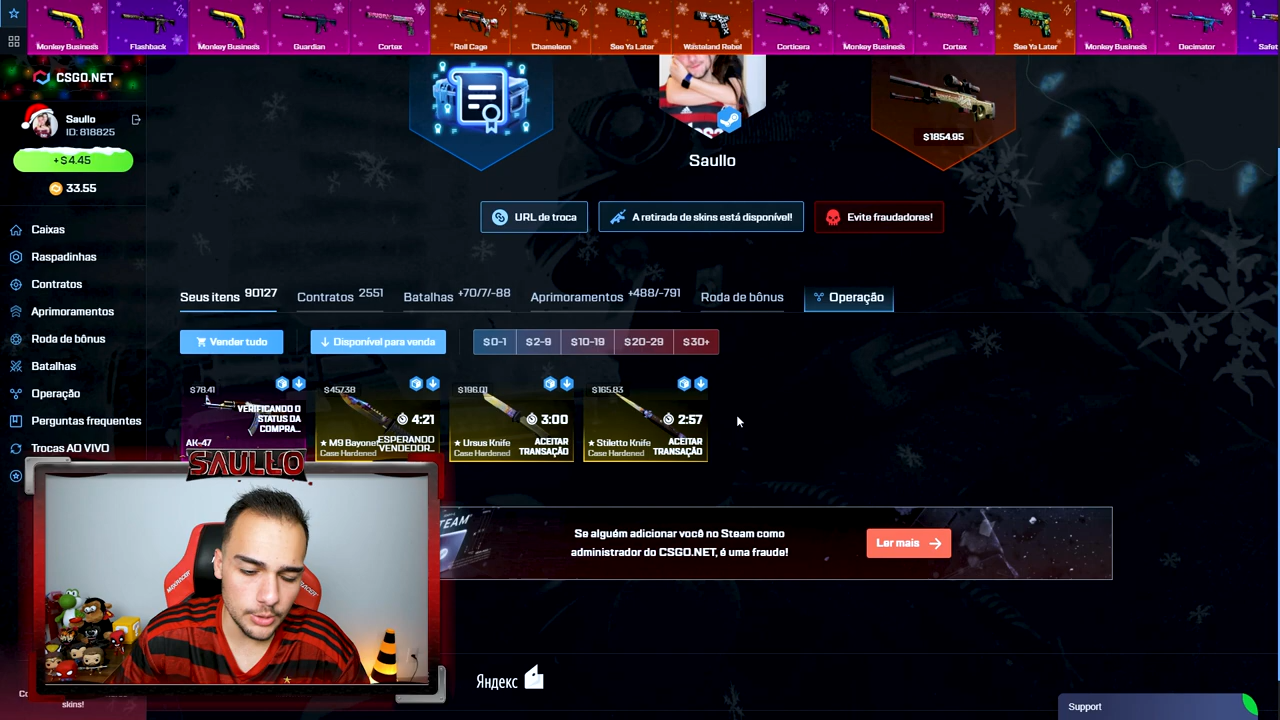 Monkey Business
Flashback
Monkey Business
Guardian
Cortex
Roll Cage
Chameleon
See Ya Later
Wasteland Rebel
Corticera
Monkey Business
Cortex
See Ya Later
Monkey Business
Decimator
Safet
CSGO.NET
Saullo
ID: 818825
+$4.45
33.55
Caixas
Raspadinhas
Contratos
Aprimoramentos
Roda de bônus
Batalhas
Operação
Perguntas frequentes
Trocas AO VIVO
$1854.95
Saullo
URL de troca
A retirada de skins está disponível!
Evite fraudadores!
Seus itens 90127
Contratos 2551
Batalhas +70/7/-88
Aprimoramentos +488/-791
Roda de bônus
Operação
Vender tudo
Disponível para venda
$0-1
$2-9
$10-19
$20-29
$30+
$78.41
VERIFICANDO O
STATUS DA
COMPRA...
AK-47
$457.38
4:21
★ M9 Bayonet
ESPERANDO
VENDEDOR...
Case Hardened
$196.01
3:00
★ Ursus Knife
Case Hardened
ACEITAR
TRANSAÇÃO
$165.83
2:57
★ Stiletto Knife
Case Hardened
ACEITAR
TRANSAÇÃO
SAULLO
Se alguém adicionar você no Steam como
administrador do CSGO.NET, é uma fraude!
Ler mais
Яндекс
skins!
Support